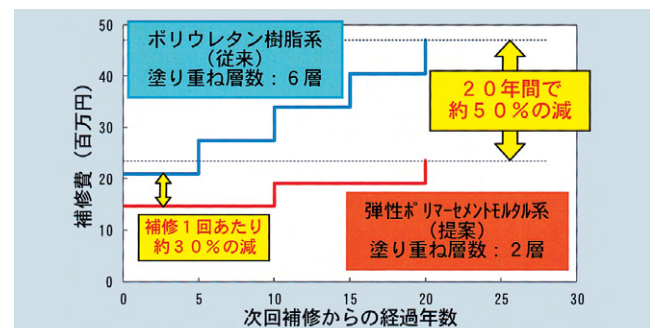 50
40
30
20
10
0
補修費（百万円）
ポリウレタン樹脂系
（従来）
塗り重ね層数：６層
２０年間で
約５０％の減
補修１回あたり
約３０％の減
弾性ﾎﾟﾘﾏｰｾﾒﾝﾄﾓﾙﾀﾙ系
（提案）
塗り重ね層数：２層
0 5 10 15 20 25 30
次回補修からの経過年数